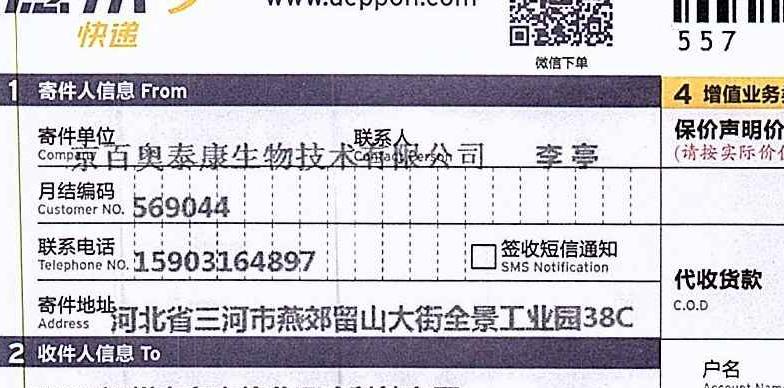 www.deppon.com
快递
微信下单
557
1 寄件人信息 From
4 增值业务
寄件单位
Company
京百奥泰康生物技术有限公司
联系人
Contact Person
李亭
保价声明价
(请按实际价
月结编码
Customer NO. 569044
联系电话
Telephone NO. 15903164897
签收短信通知
SMS Notification
代收货款
C.O.D
寄件地址
Address
河北省三河市燕郊留山大街全景工业园38C
2 收件人信息 To
户名
Account Name